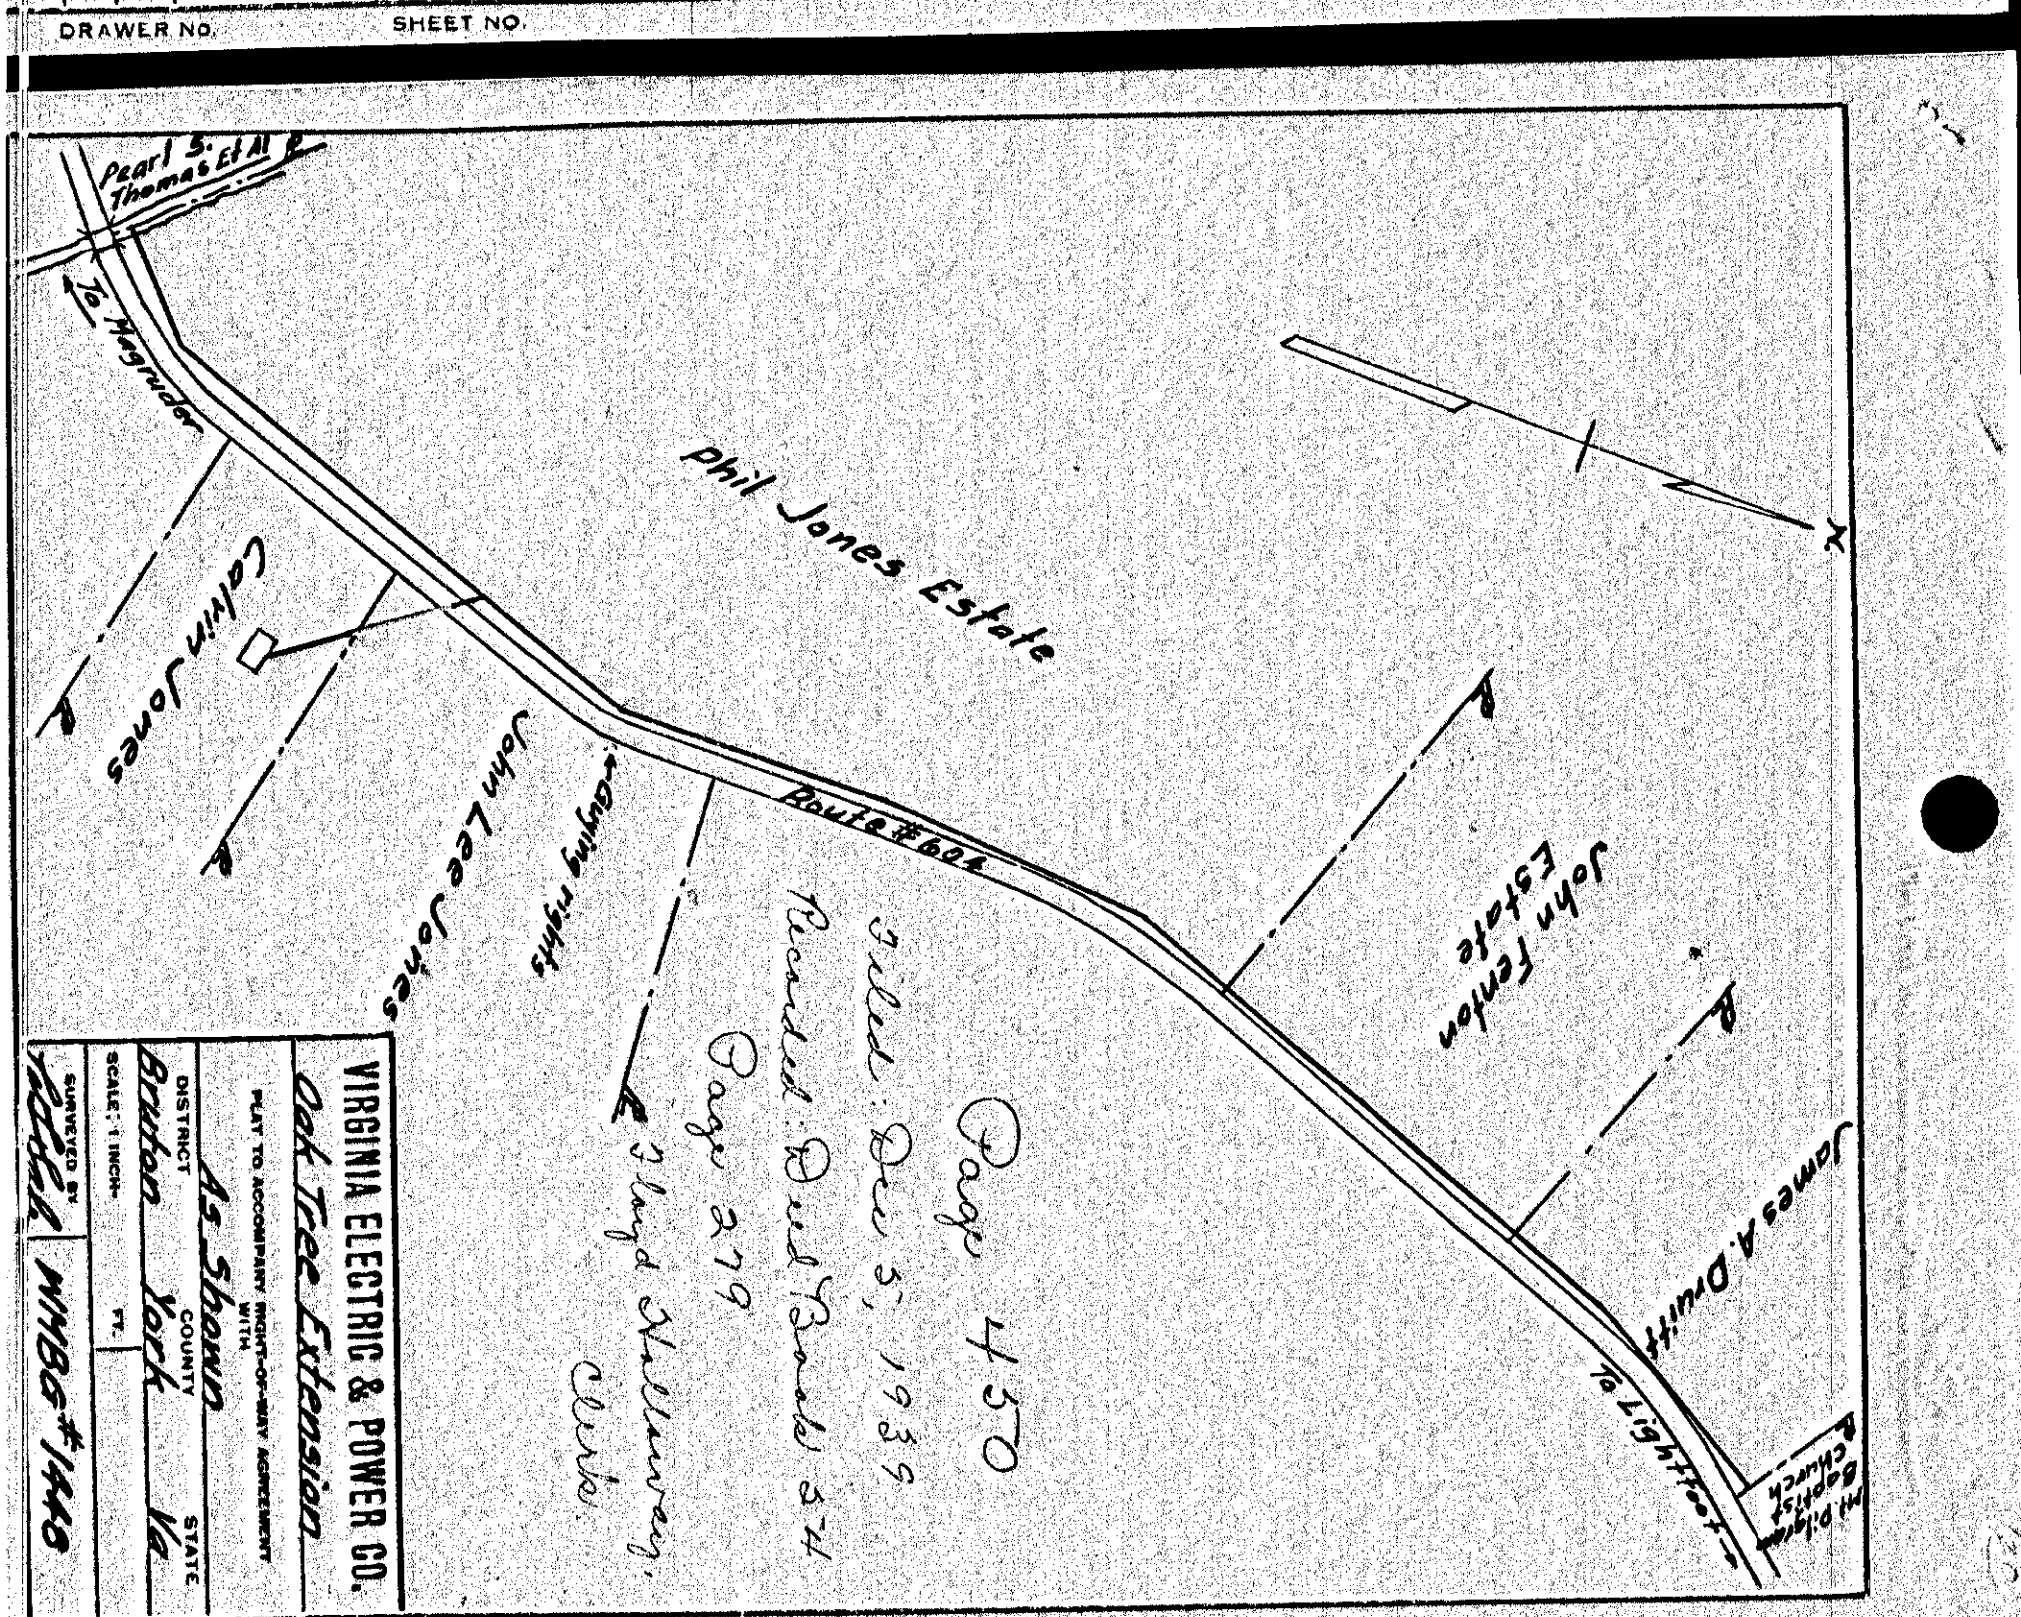 DRAWER NO.
SHEET NO.
Pearl S.
Thomas Et Al
To Magruder
N
Phil Jones Estate
Calvin Jones
John Lee Jones
Guying rights
Route # 604
John Fenton
Estate
James A. Druitt
To Lightfoot
Mt. Pilgram
Baptist
church
Page 450
Filed: Dec 5, 1939
Recorded: Deed Book 54
Page 279
Floyd Holloway,
Clerk
VIRGINIA ELECTRIC & POWER CO.
Oak Tree Extension
PLAT TO ACCOMPANY RIGHT-OF-WAY AGREEMENT
WITH
As Shown
DISTRICT COUNTY STATE
Bruton York Va
SCALE: 1 INCH= FT.
SURVEYED BY
WMBG# 1440